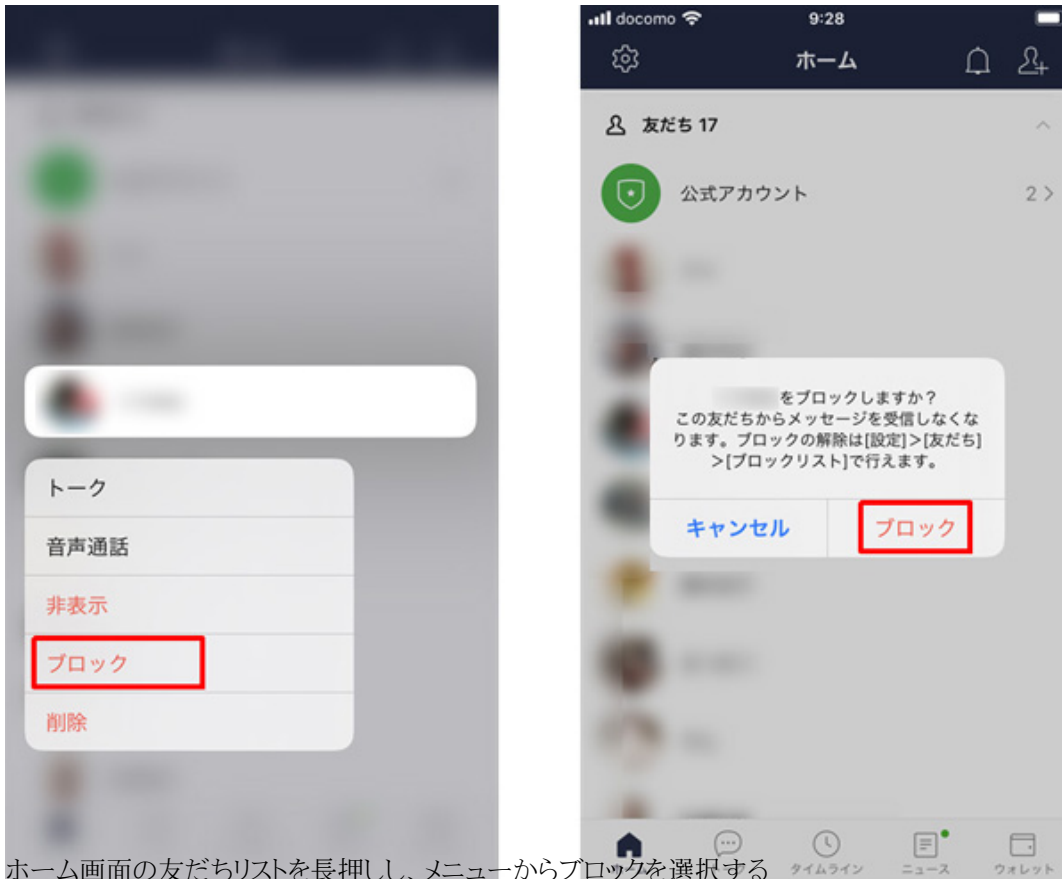 トーク
音声通話
非表示
ブロック
削除
docomo
9:28
ホーム
友だち 17
公式アカウント
2
をブロックしますか？
この友だちからメッセージを受信しなくな
ります。ブロックの解除は[設定]＞[友だち]
＞[ブロックリスト]で行えます。
キャンセル
ブロック
タイムライン
ニュース
ウォレット
ホーム画面の友だちリストを長押しし、メニューからブロックを選択する